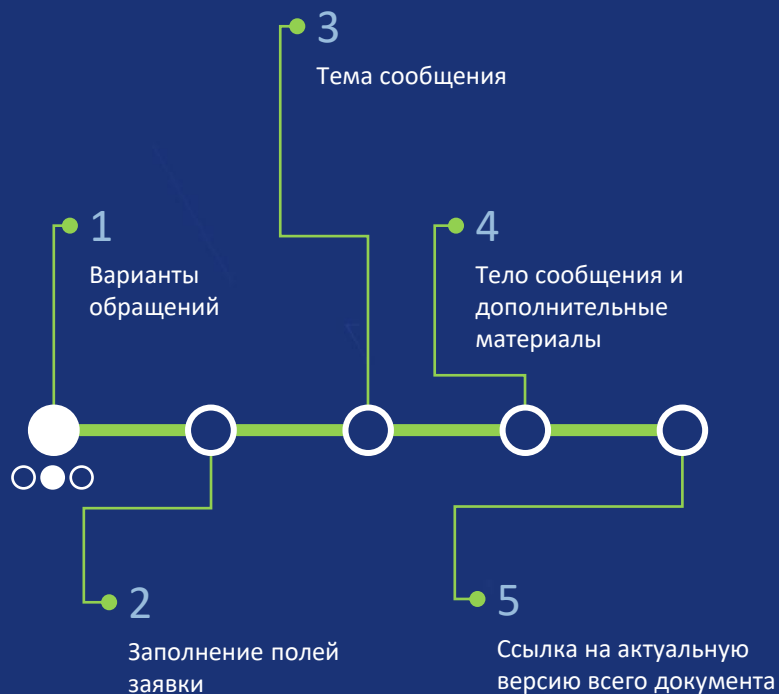 3
Тема сообщения
1
Варианты
обращений
4
Тело сообщения и
дополнительные
материалы
2
Заполнение полей
заявки
5
Ссылка на актуальную
версию всего документа